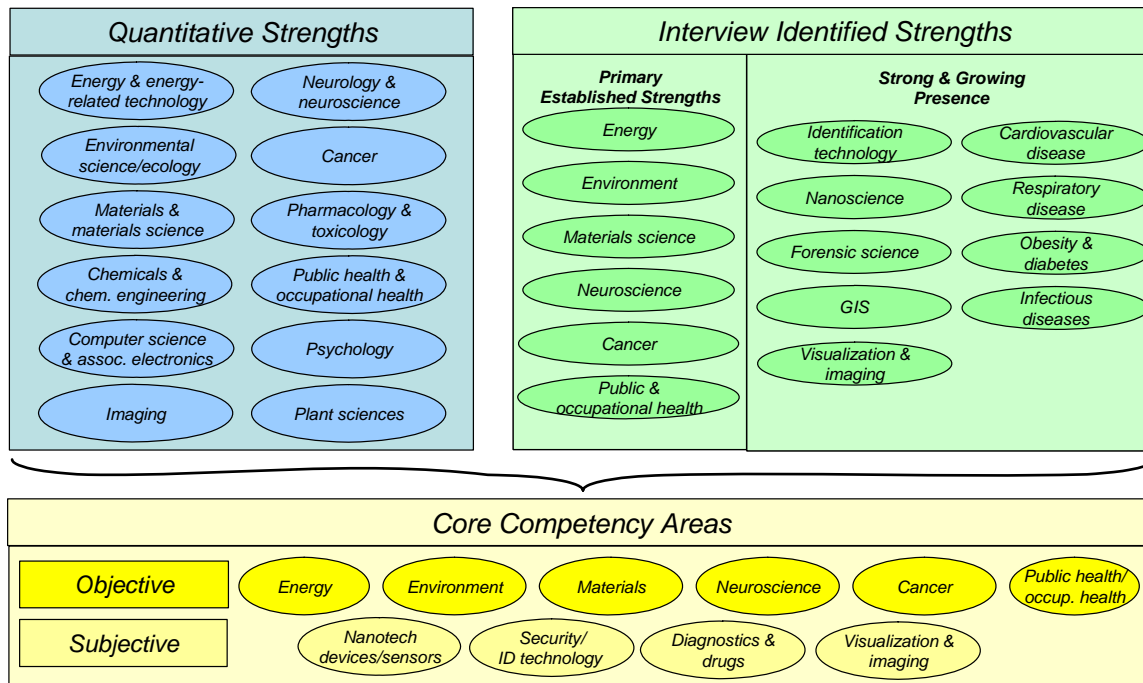 Quantitative Strengths
Energy & energy-
related technology
Neurology &
neuroscience
Environmental
science/ecology
Cancer
Materials &
materials science
Pharmacology &
toxicology
Chemicals &
chem. engineering
Public health &
occupational health
Computer science
& assoc. electronics
Psychology
Imaging
Plant sciences
Interview Identified Strengths
Primary
Established Strengths
Energy
Environment
Materials science
Neuroscience
Cancer
Public &
occupational health
Strong & Growing
Presence
Identification
technology
Cardiovascular
disease
Nanoscience
Respiratory
disease
Forensic science
Obesity &
diabetes
GIS
Infectious
diseases
Visualization &
imaging
Core Competency Areas
Objective
Energy
Environment
Materials
Neuroscience
Cancer
Public health/
occup. health
Subjective
Nanotech
devices/sensors
Security/
ID technology
Diagnostics &
drugs
Visualization &
imaging